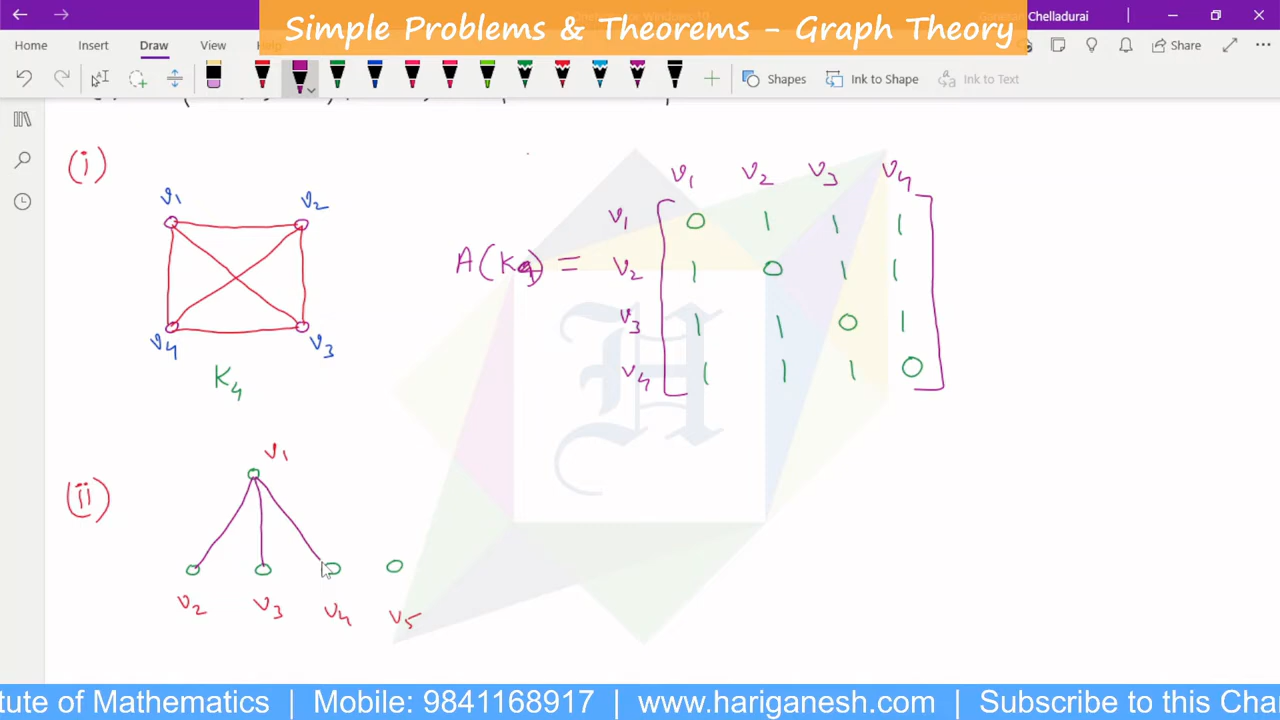 Simple Problems & Theorems - Graph Theory
Chelladurai
Home Insert Draw View
Share
Shapes Ink to Shape Ink to Text
(i)
v1 v2
v4 v3
K4
v1 v2 v3 v4
v1 0 1 1 1
A(K4) = v2 1 0 1 1
v3 1 1 0 1
v4 1 1 1 0
(ii)
v1
v2 v3 v4 v5
tute of Mathematics | Mobile: 9841168917 | www.hariganesh.com | Subscribe to this Cha